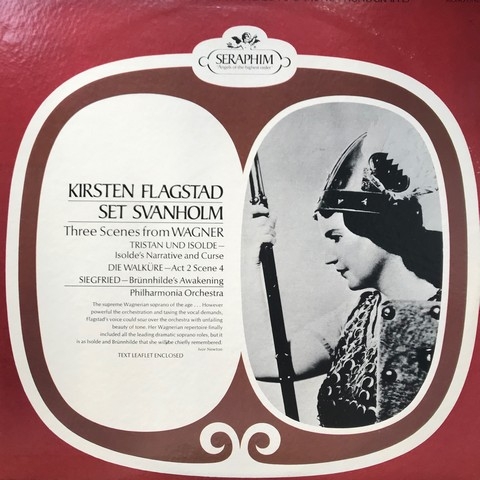 SERAPHIM
"Angels of the highest order"
KIRSTEN FLAGSTAD
SET SVANHOLM
Three Scenes from WAGNER
TRISTAN UND ISOLDE—
Isolde's Narrative and Curse
DIE WALKÜRE—Act 2 Scene 4
SIEGFRIED—Brünnhilde's Awakening
Philharmonia Orchestra
The supreme Wagnerian soprano of the age . . . However
powerful the orchestration and taxing the vocal demands,
Flagstad's voice could soar over the orchestra with unfailing
beauty of tone. Her Wagnerian repertoire finally
included all the leading dramatic soprano roles, but it
is as Isolde and Brünnhilde that she will be chiefly remembered.
TEXT LEAFLET ENCLOSED